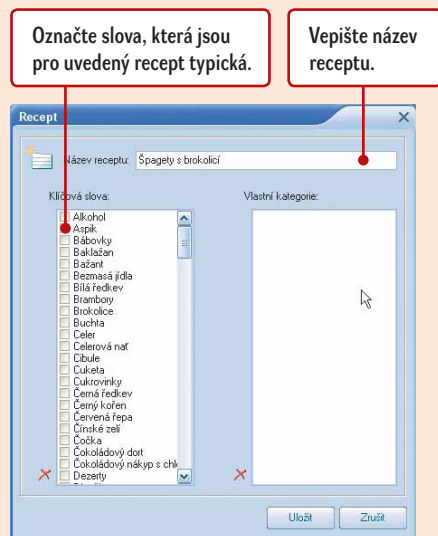 Označte slova, která jsou
pro uvedený recept typická.
Vepište název
receptu.
Recept
Název receptu:
Špagety s brokolicí
Klíčová slova:
Vlastní kategorie:
Alkohol
Aspik
Bábovky
Baklažan
Bažant
Bezmasá jídla
Bílá ředkev
Brambory
Brokolice
Buchta
Celer
Celerová nať
Cibule
Cuketa
Cukrovinky
Černá ředkev
Černý kořen
Červená řepa
Čínské zelí
Čočka
Čokoládový dort
Čokoládový nákyp s chl
Dezerty
Uložit
Zrušit